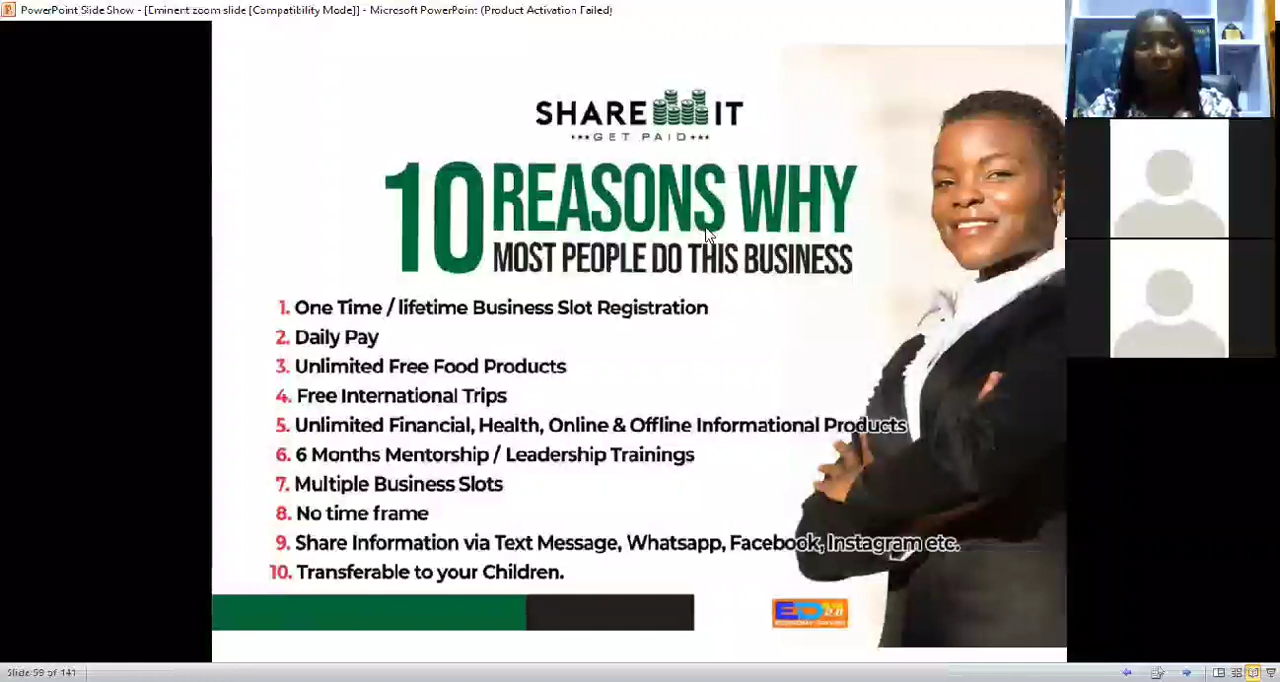 PowerPoint Slide Show - [Eminent zoom slide [Compatibility Mode]] - Microsoft PowerPoint (Product Activation Failed)
SHARE IT
GET PAID
10 REASONS WHY
MOST PEOPLE DO THIS BUSINESS
1. One Time / lifetime Business Slot Registration
2. Daily Pay
3. Unlimited Free Food Products
4. Free International Trips
5. Unlimited Financial, Health, Online & Offline Informational Products
6. 6 Months Mentorship / Leadership Trainings
7. Multiple Business Slots
8. No time frame
9. Share Information via Text Message, Whatsapp, Facebook, Instagram etc.
10. Transferable to your Children.
2.0
Slide 59 of 141